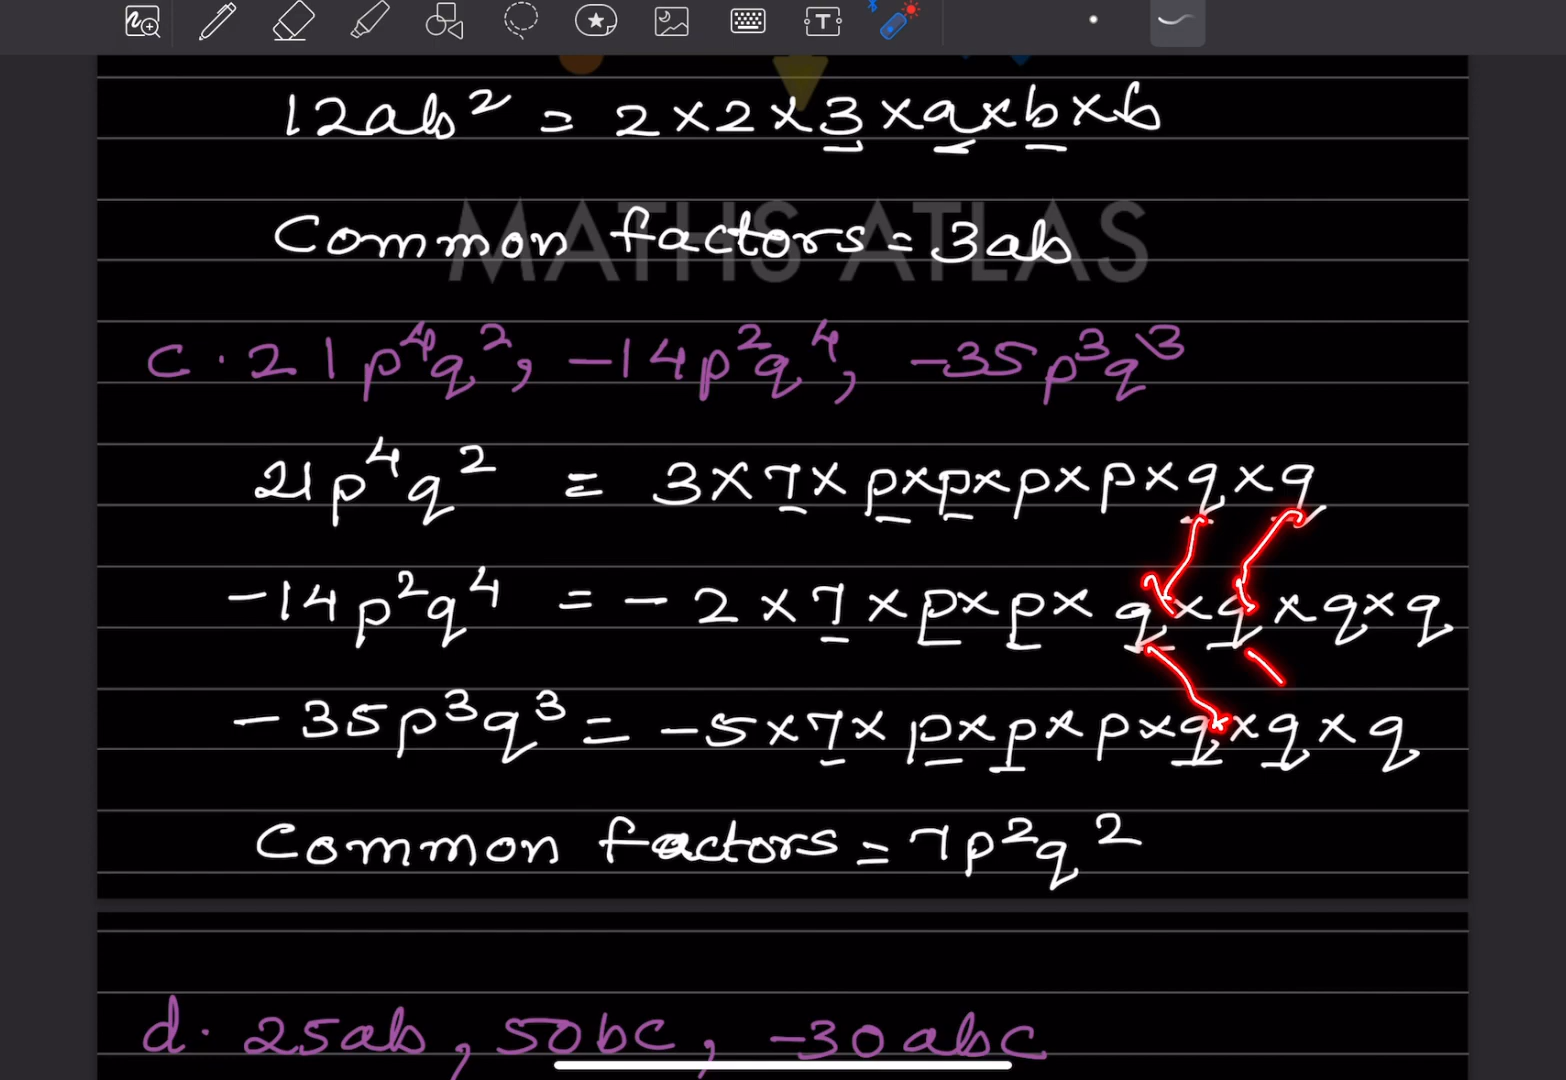 12ab² = 2×2×3×a×b×b
MATHS ATLAS
Common factors = 3ab
c. 21p⁴q², -14p²q⁴, -35p³q³
21p⁴q² = 3×7×p×p×p×p×q×q
-14p²q⁴ = -2×7×p×p×q×q×q×q
-35p³q³ = -5×7×p×p×p×q×q×q
Common factors = 7p²q²
d. 25ab, 50bc, -30abc